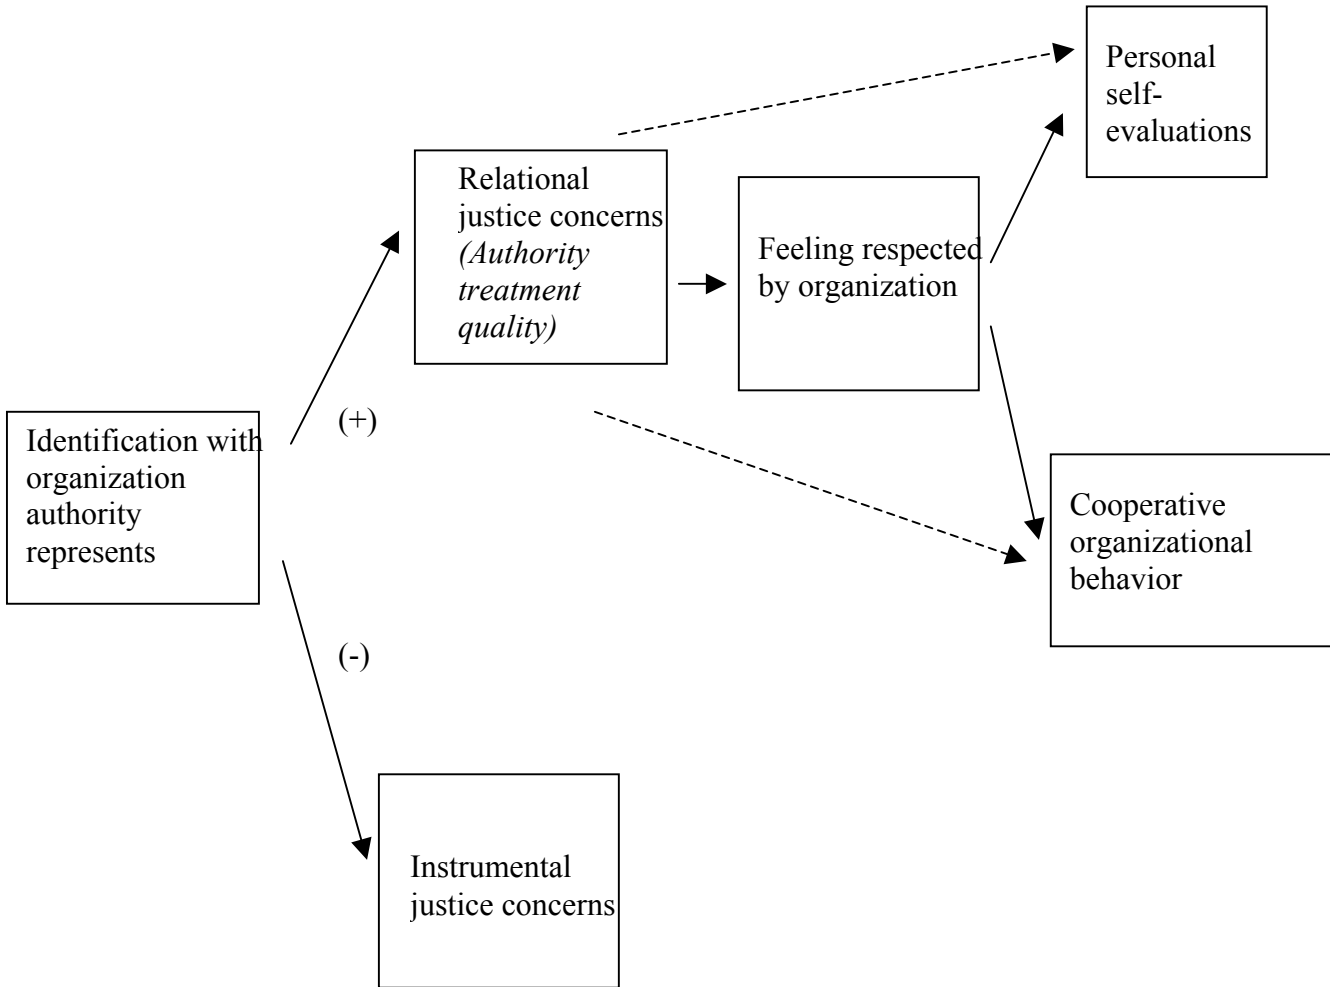 Personal
self-
evaluations
Relational
justice concerns
(Authority
treatment
quality)
Feeling respected
by organization
(+)
Identification with
organization
authority
represents
Cooperative
organizational
behavior
(-)
Instrumental
justice concerns